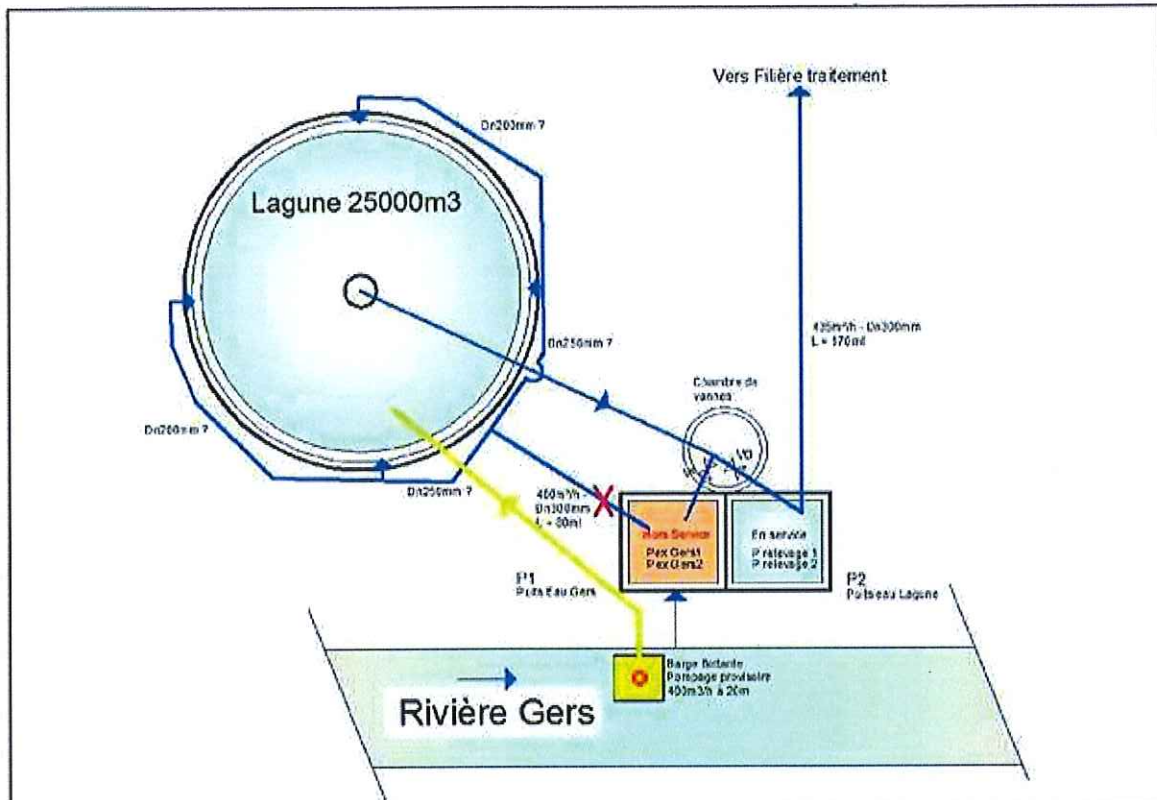 Vers Filière traitement
Dn200mm ?
Lagune 25000m3
Dn250mm ?
435m³/h - Dn300mm
L = 170ml
Chambre de
vannes
Dn200mm ?
Dn250mm ?
400m³/h -
Dn300mm
L = 80ml
Hors Service
Pex Gers1
Pex Gers2
En service
P relevage 1
P relevage 2
P1
Puits Eau Gers
P2
Puits eau Lagune
Barge flottante
Pompage provisoire
400m3/h à 20m
Rivière Gers